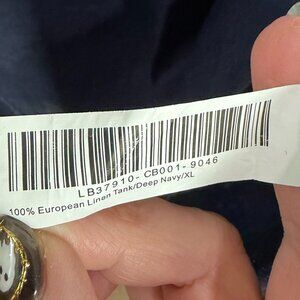 LB37910-CB001-9046
100% European Linen Tank/Deep Navy/XL